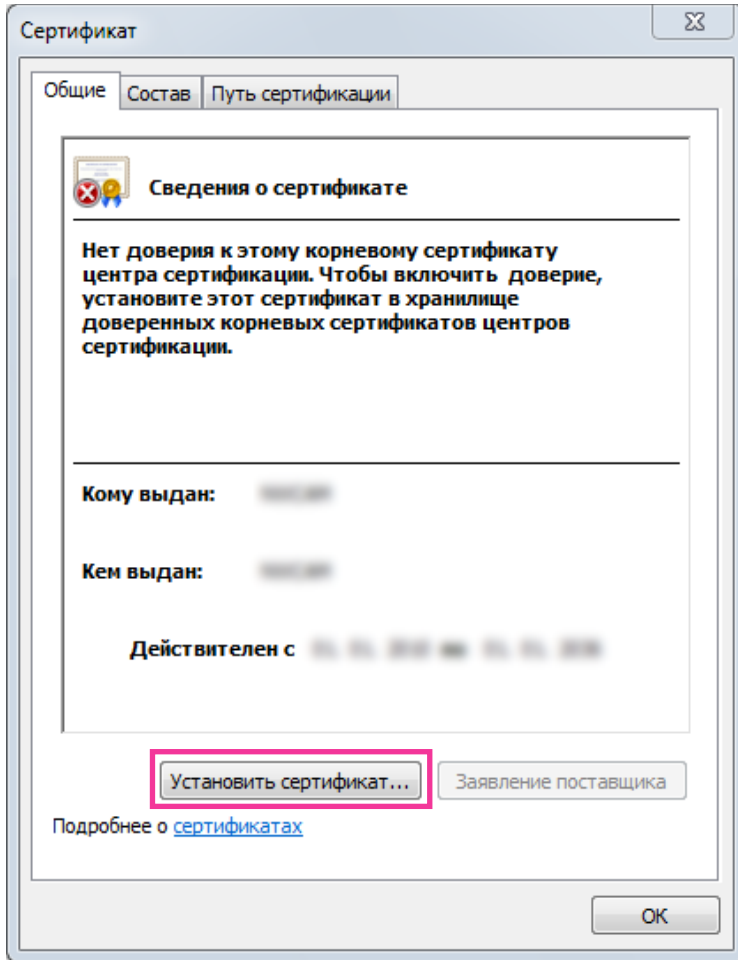 Сертификат
Общие
Состав
Путь сертификации
Сведения о сертификате
Нет доверия к этому корневому сертификату
центра сертификации. Чтобы включить доверие,
установите этот сертификат в хранилище
доверенных корневых сертификатов центров
сертификации.
Кому выдан:
Кем выдан:
Действителен с
Установить сертификат...
Заявление поставщика
Подробнее о сертификатах
ОК